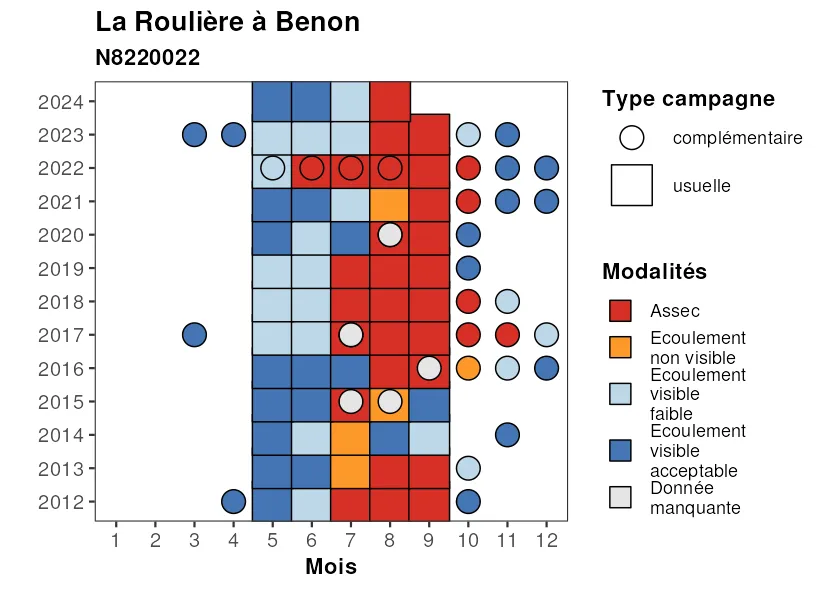 La Roulière à Benon
N8220022
2024
2023
2022
2021
2020
2019
2018
2017
2016
2015
2014
2013
2012
1 2 3 4 5 6 7 8 9 10 11 12
Mois
Type campagne
complémentaire
usuelle
Modalités
Assec
Ecoulement
non visible
Ecoulement
visible
faible
Ecoulement
visible
acceptable
Donnée
manquante